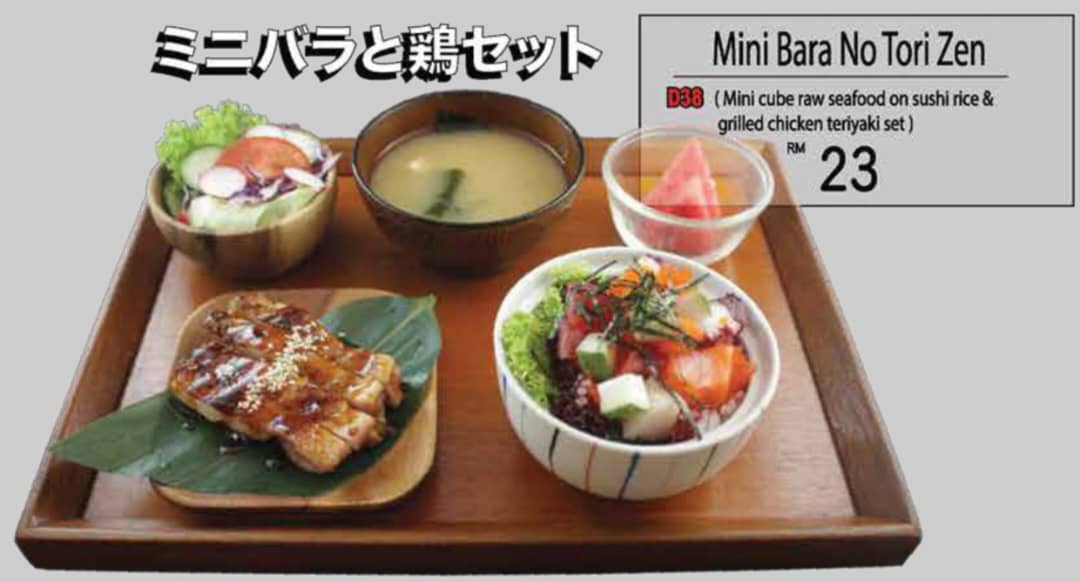 ミニバラと鶏セット
Mini Bara No Tori Zen
D38 ( Mini cube raw seafood on sushi rice &
grilled chicken teriyaki set )
RM 23